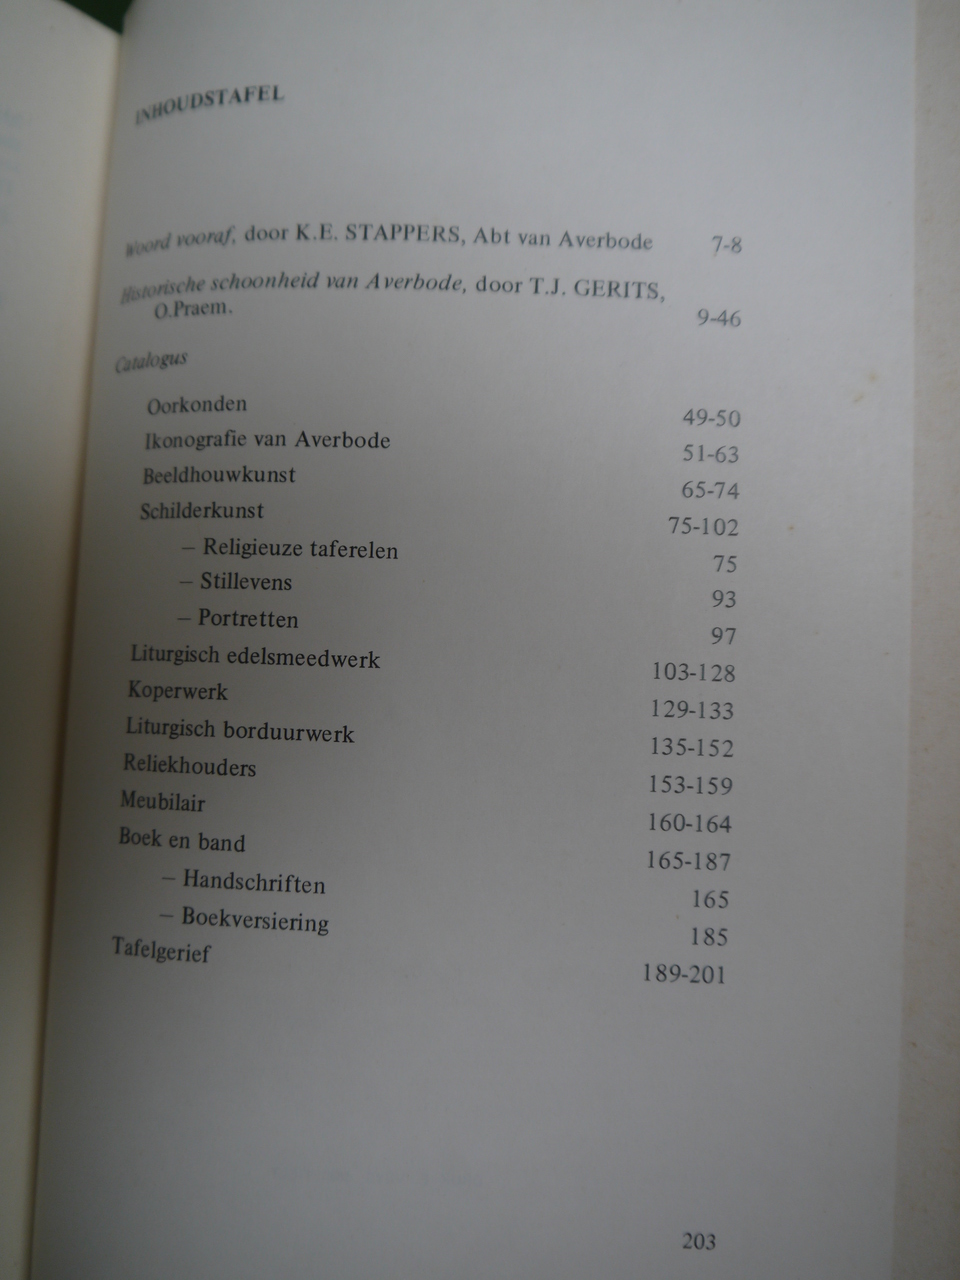 INHOUDSTAFEL
Woord vooraf, door K.E. STAPPERS, Abt van Averbode 7-8
Historische schoonheid van Averbode, door T.J. GERITS,
O.Praem. 9-46
Catalogus
Oorkonden 49-50
Ikonografie van Averbode 51-63
Beeldhouwkunst 65-74
Schilderkunst 75-102
– Religieuze taferelen 75
– Stillevens 93
– Portretten 97
Liturgisch edelsmeedwerk 103-128
Koperwerk 129-133
Liturgisch borduurwerk 135-152
Reliekhouders 153-159
Meubilair 160-164
Boek en band 165-187
– Handschriften 165
– Boekversiering 185
Tafelgerief 189-201
203